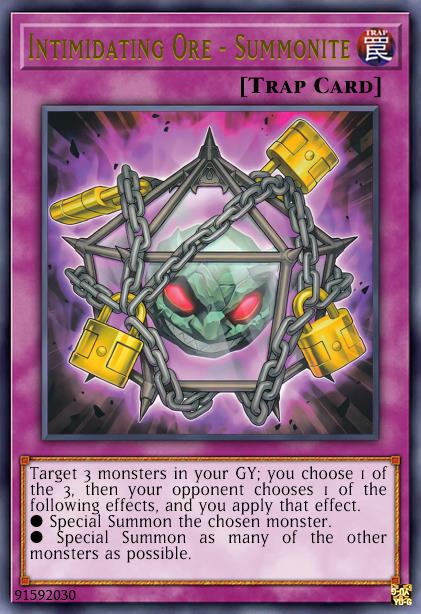 Intimidating Ore - Summonite
TRAP
罠
[Trap Card]
Target 3 monsters in your GY; you choose 1 of
the 3, then your opponent chooses 1 of the
following effects, and you apply that effect.
● Special Summon the chosen monster.
● Special Summon as many of the other
monsters as possible.
91592030